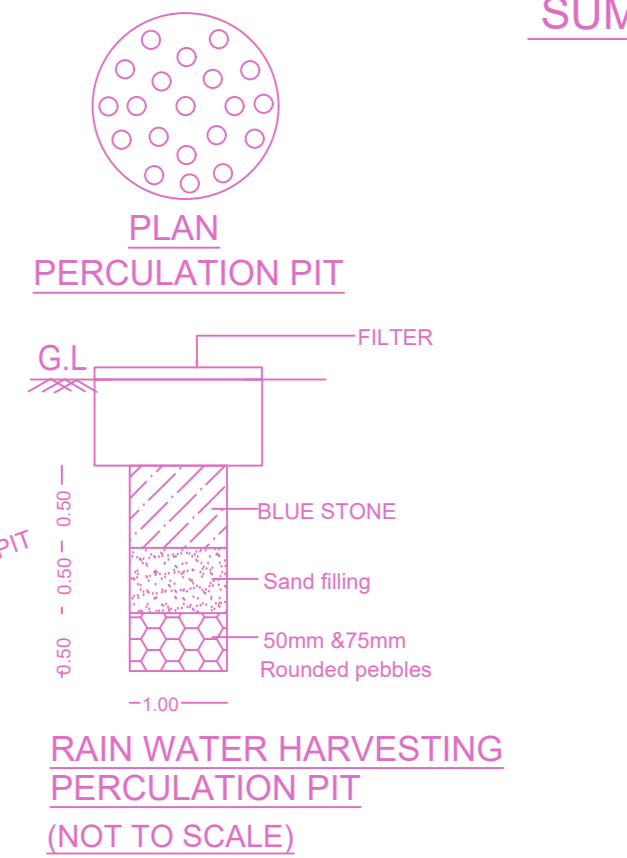 SUM
PLAN
PERCULATION PIT
G.L
FILTER
0.50
BLUE STONE
PIT
0.50
Sand filling
0.50
50mm &75mm
Rounded pebbles
1.00
RAIN WATER HARVESTING
PERCULATION PIT
(NOT TO SCALE)